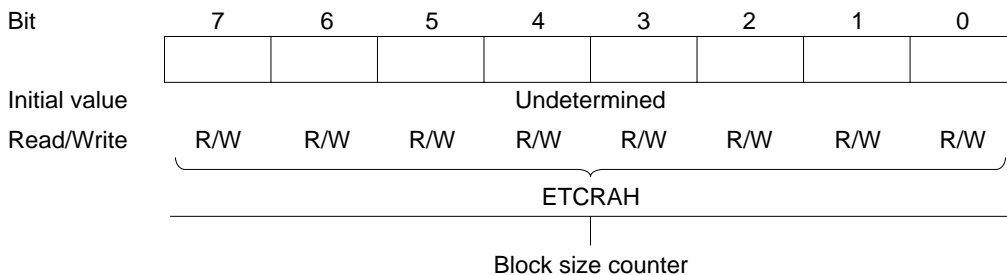 Bit 7 6 5 4 3 2 1 0
Initial value Undetermined
Read/Write R/W R/W R/W R/W R/W R/W R/W R/W
ETCRAH
Block size counter